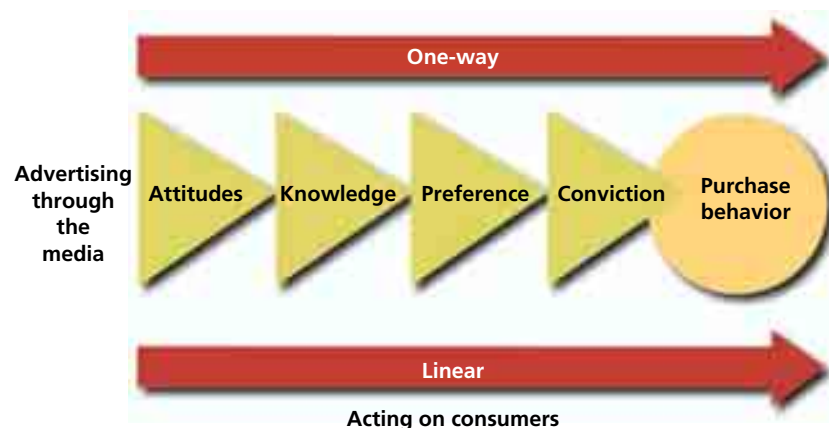 One-way
Advertising
through
the
media
Attitudes
Knowledge
Preference
Conviction
Purchase
behavior
Linear
Acting on consumers